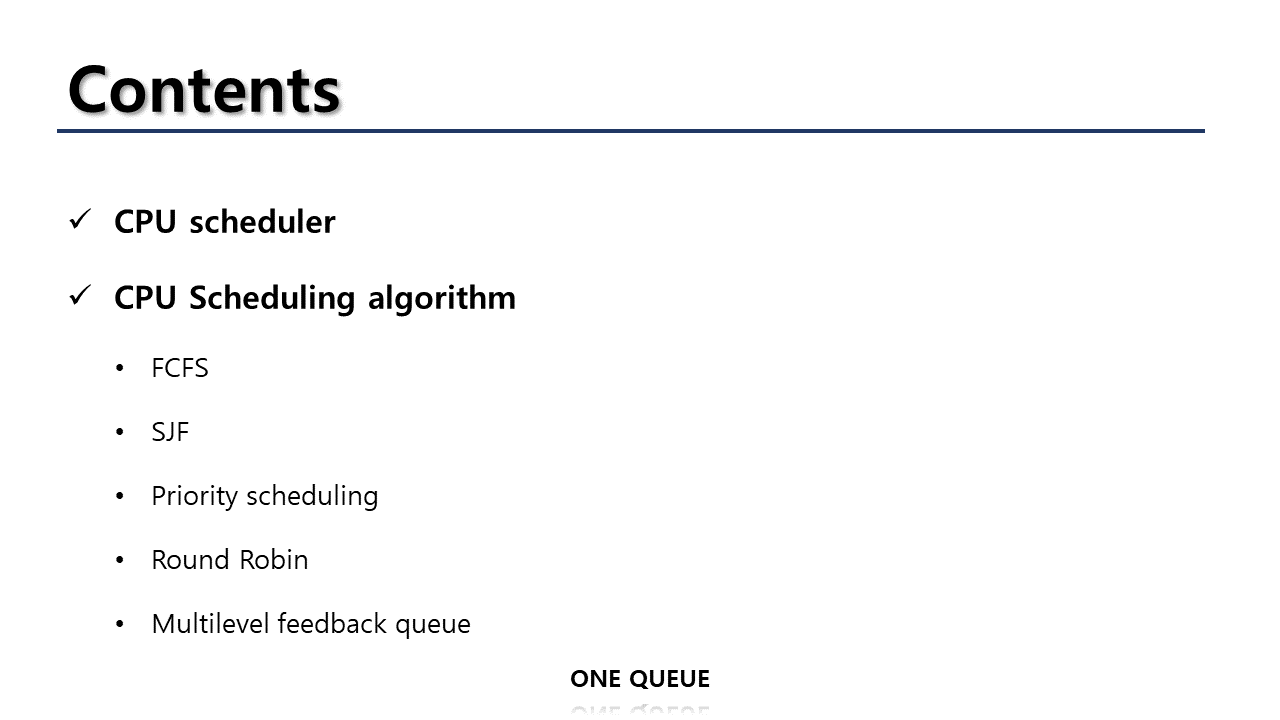 Contents
✓ CPU scheduler
✓ CPU Scheduling algorithm
• FCFS
• SJF
• Priority scheduling
• Round Robin
• Multilevel feedback queue
ONE QUEUE